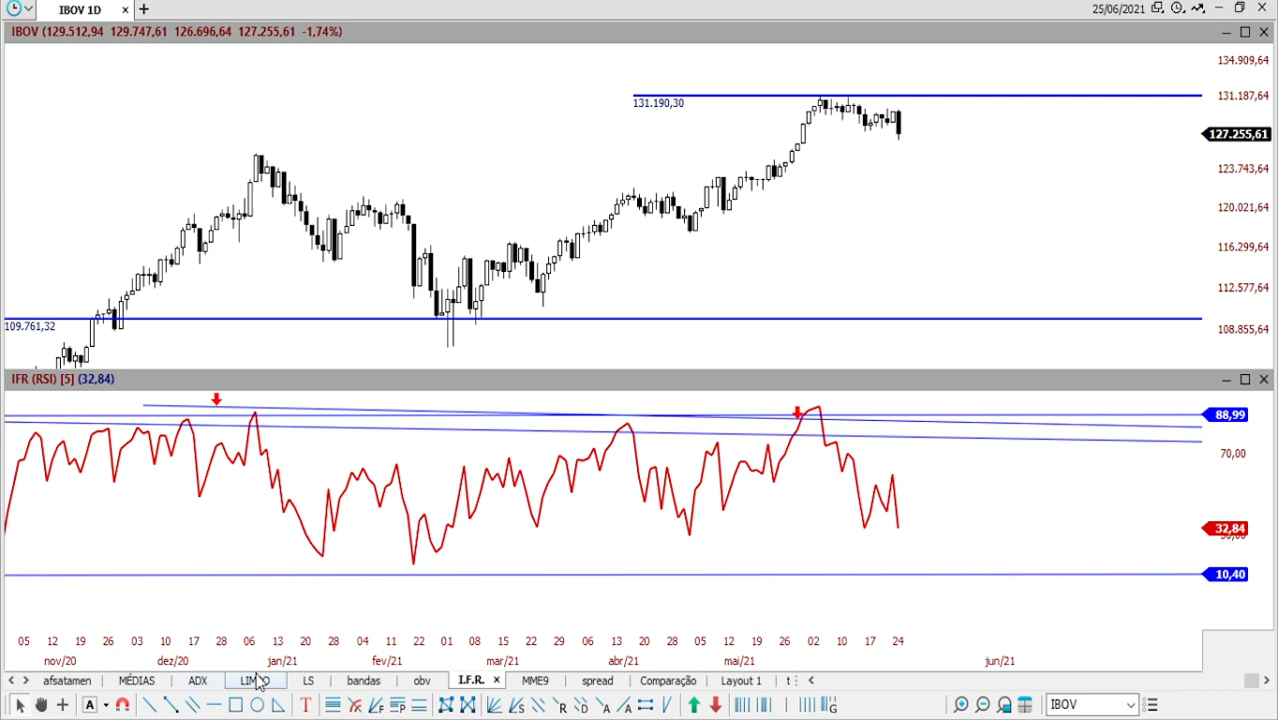 IBOV 1D × +
25/06/2021
IBOV (129.512,94 129.747,61 126.696,64 127.255,61 -1,74%)
134.909,64
131.190,30
131.187,64
127.255,61
123.743,64
120.021,64
116.299,64
112.577,64
109.761,32
108.855,64
IFR (RSI) [5] (32,84)
88,99
70,00
32,84
10,40
05 12 19 26 03 10 17 28 06 13 20 28 04 11 22 01 08 15 22 29 06 13 20 28 05 12 19 26 02 10 17 24
nov/20 dez/20 jan/21 fev/21 mar/21 abr/21 mai/21 jun/21
afsatamen MÉDIAS ADX LS bandas obv I.F.R. × MME9 spread Comparação Layout 1 t
A T R D A A S S P G IBOV